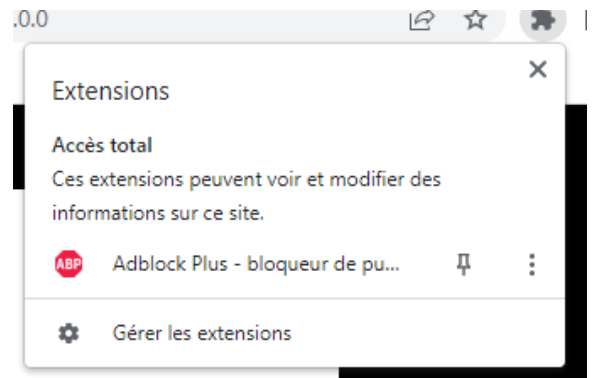 .0.0
Extensions
Accès total
Ces extensions peuvent voir et modifier des
informations sur ce site.
ABP Adblock Plus - bloqueur de pu...
Gérer les extensions